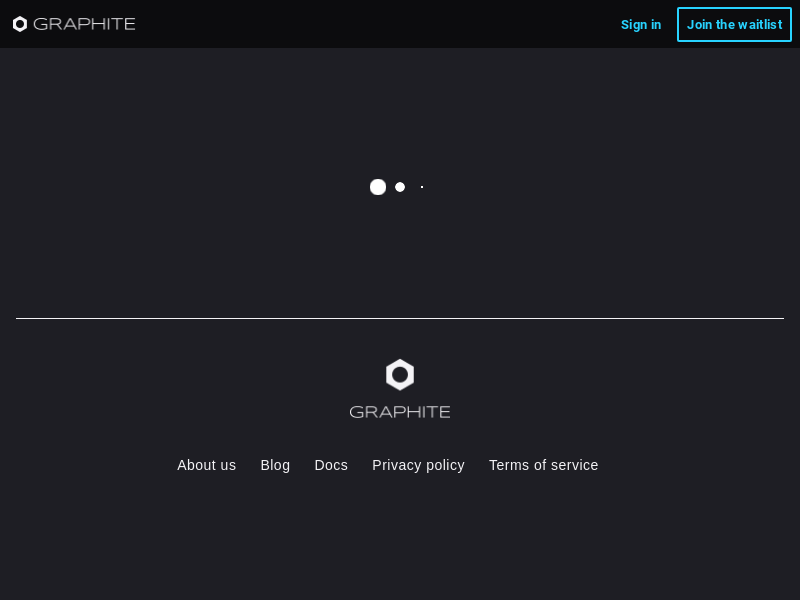 GRAPHITE
Sign in
Join the waitlist
GRAPHITE
About us
Blog
Docs
Privacy policy
Terms of service